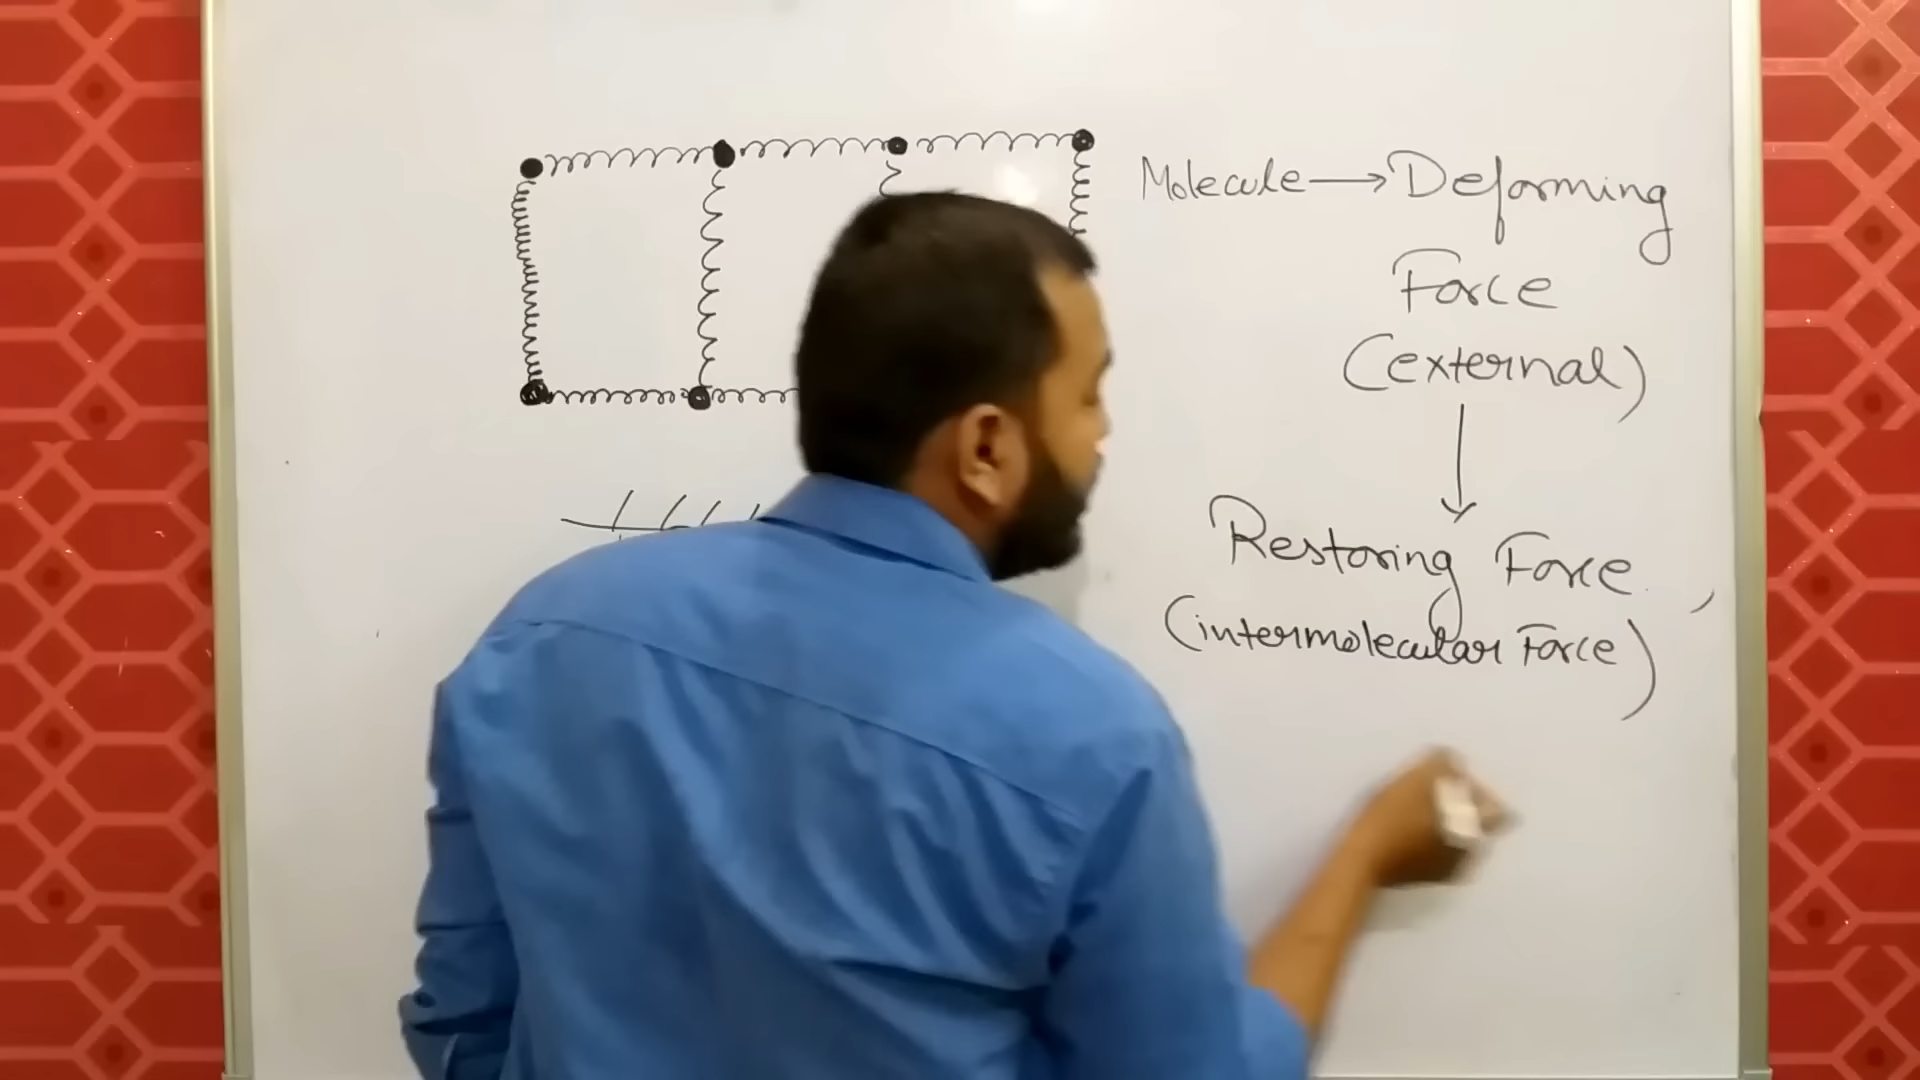 Molecule → Deforming
Force
(external)
↓
Restoring Force
(intermolecular Force)